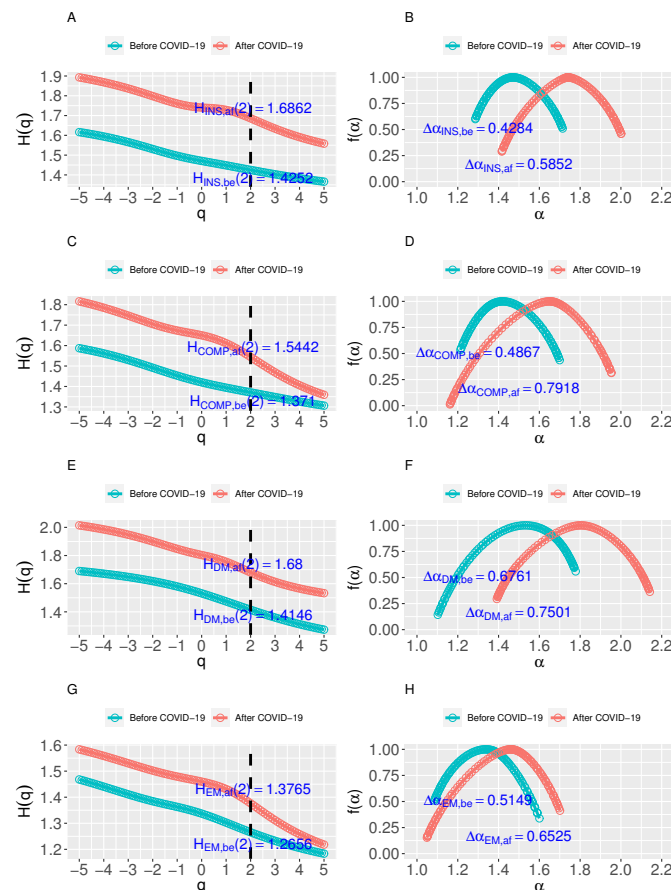 A
Before COVID−19 After COVID−19
1.9
1.8
1.7
1.6
1.5
1.4
H(q)
H_INS,af(2) = 1.6862
H_INS,be(2) = 1.4252
−5 −4 −3 −2 −1 0 1 2 3 4 5
q
B
Before COVID−19 After COVID−19
1.00
0.75
0.50
0.25
0.00
f(α)
Δα_INS,be = 0.4284
Δα_INS,af = 0.5852
1.0 1.2 1.4 1.6 1.8 2.0 2.2
α
C
Before COVID−19 After COVID−19
1.8
1.7
1.6
1.5
1.4
1.3
H(q)
H_COMP,af(2) = 1.5442
H_COMP,be(2) = 1.371
−5 −4 −3 −2 −1 0 1 2 3 4 5
q
D
Before COVID−19 After COVID−19
1.00
0.75
0.50
0.25
0.00
f(α)
Δα_COMP,be = 0.4867
Δα_COMP,af = 0.7918
1.0 1.2 1.4 1.6 1.8 2.0 2.2
α
E
Before COVID−19 After COVID−19
2.0
1.8
1.6
1.4
H(q)
H_DM,af(2) = 1.68
H_DM,be(2) = 1.4146
−5 −4 −3 −2 −1 0 1 2 3 4 5
q
F
Before COVID−19 After COVID−19
1.00
0.75
0.50
0.25
0.00
f(α)
Δα_DM,be = 0.6761
Δα_DM,af = 0.7501
1.0 1.2 1.4 1.6 1.8 2.0 2.2
α
G
Before COVID−19 After COVID−19
1.6
1.5
1.4
1.3
1.2
H(q)
H_EM,af(2) = 1.3765
H_EM,be(2) = 1.2656
−5 −4 −3 −2 −1 0 1 2 3 4 5
q
H
Before COVID−19 After COVID−19
1.00
0.75
0.50
0.25
0.00
f(α)
Δα_EM,be = 0.5149
Δα_EM,af = 0.6525
1.0 1.2 1.4 1.6 1.8 2.0 2.2
α